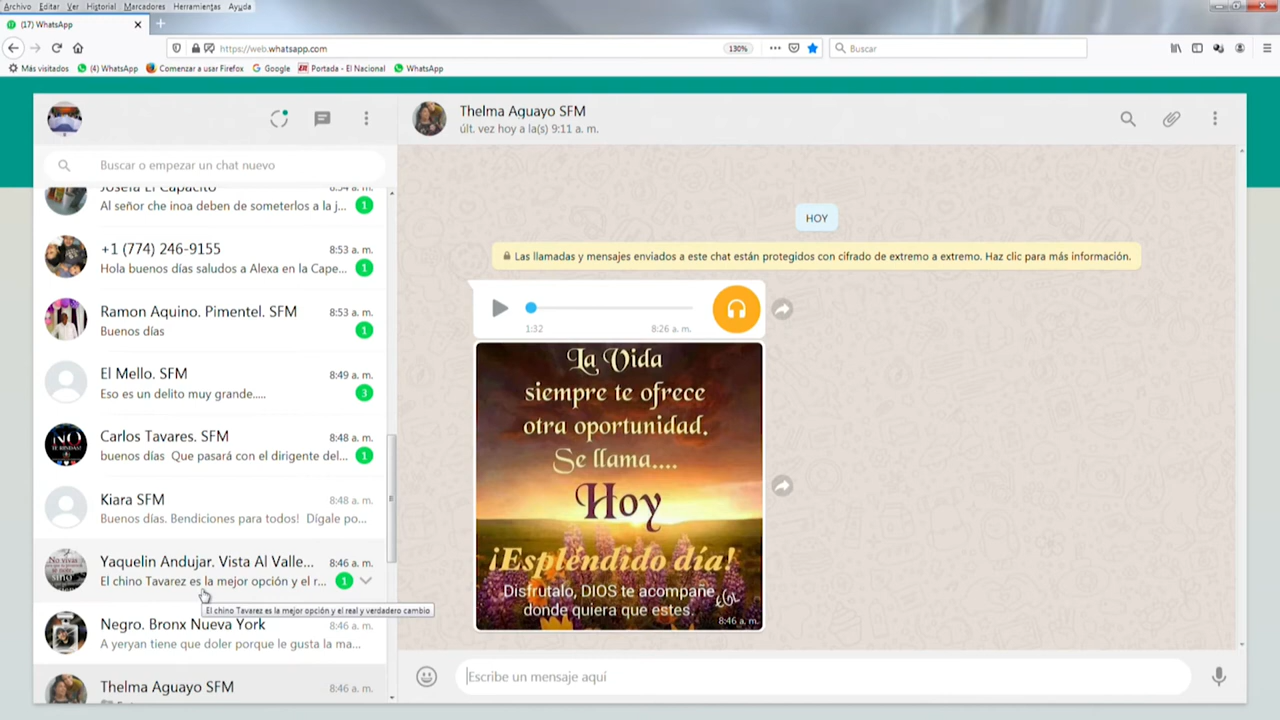 Archivo Editar Ver Historial Marcadores Herramientas Ayuda
(17) WhatsApp
https://web.whatsapp.com
130%
Buscar
Más visitados
(4) WhatsApp
Comenzar a usar Firefox
Google
Portada - El Nacional
WhatsApp
Buscar o empezar un chat nuevo
Josefa El Capacito
8:54 a. m.
Al señor che inoa deben de someterlos a la j...
1
+1 (774) 246-9155
8:53 a. m.
Hola buenos días saludos a Alexa en la Cape...
1
Ramon Aquino. Pimentel. SFM
8:53 a. m.
Buenos días
1
El Mello. SFM
8:49 a. m.
Eso es un delito muy grande.....
3
Carlos Tavares. SFM
8:48 a. m.
buenos días Que pasará con el dirigente del...
1
Kiara SFM
8:48 a. m.
Buenos días. Bendiciones para todos! Dígale po...
Yaquelin Andujar. Vista Al Valle...
8:46 a. m.
El chino Tavarez es la mejor opción y el r...
1
El chino Tavarez es la mejor opción y el real y verdadero cambio
Negro. Bronx Nueva York
8:46 a. m.
A yeryan tiene que doler porque le gusta la ma...
Thelma Aguayo SFM
8:46 a. m.
Thelma Aguayo SFM
últ. vez hoy a la(s) 9:11 a. m.
HOY
Las llamadas y mensajes enviados a este chat están protegidos con cifrado de extremo a extremo. Haz clic para más información.
1:32
8:26 a. m.
La Vida
siempre te ofrece
otra oportunidad.
Se llama....
Hoy
¡Espléndido día!
Disfrutalo, DIOS te acompañe
donde quiera que estes.
8:46 a. m.
Escribe un mensaje aquí